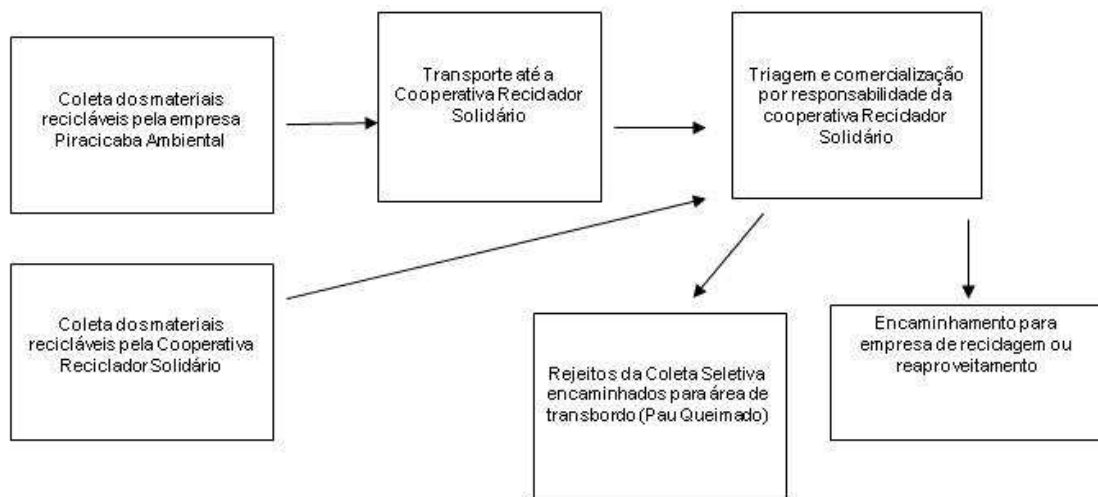 Coleta dos materiais
recicláveis pela empresa
Piracicaba Ambiental
Transporte até a
Cooperativa Reciclador
Solidário
Triagem e comercialização
por responsabilidade da
cooperativa Reciclador
Solidário
Coleta dos materiais
recicláveis pela Cooperativa
Reciclador Solidário
Rejeitos da Coleta Seletiva
encaminhados para área de
transbordo (Pau Queimado)
Encaminhamento para
empresa de reciclagem ou
reaproveitamento